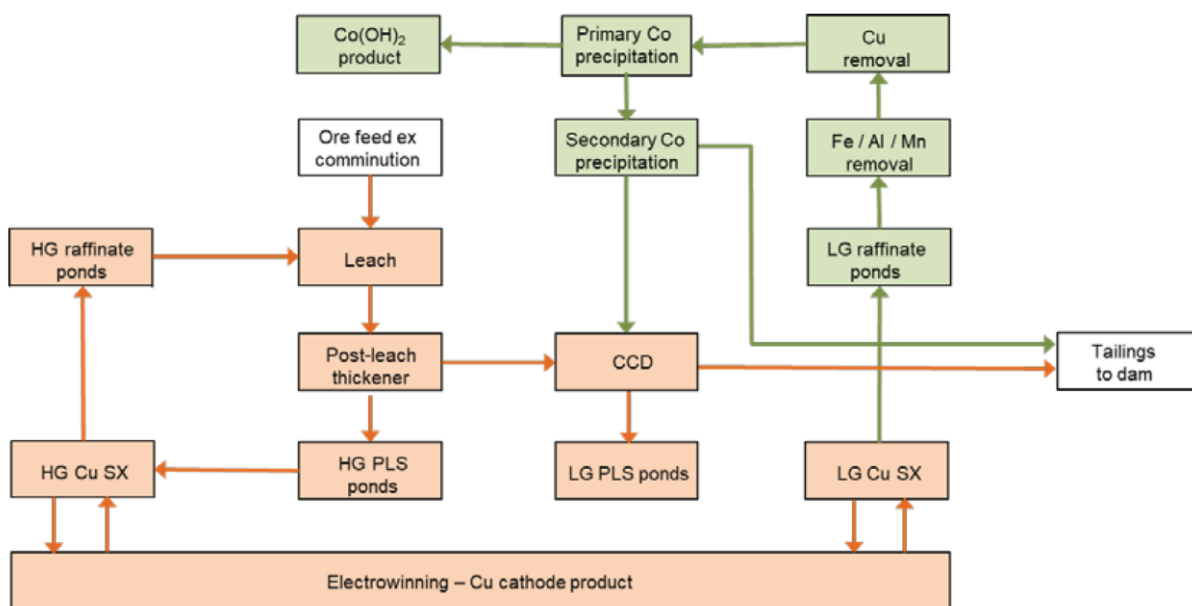 Co(OH)₂
product
Primary Co
precipitation
Cu
removal
Ore feed ex
comminution
Secondary Co
precipitation
Fe / Al / Mn
removal
HG raffinate
ponds
Leach
LG raffinate
ponds
Post-leach
thickener
CCD
Tailings
to dam
HG Cu SX
HG PLS
ponds
LG PLS ponds
LG Cu SX
Electrowinning – Cu cathode product